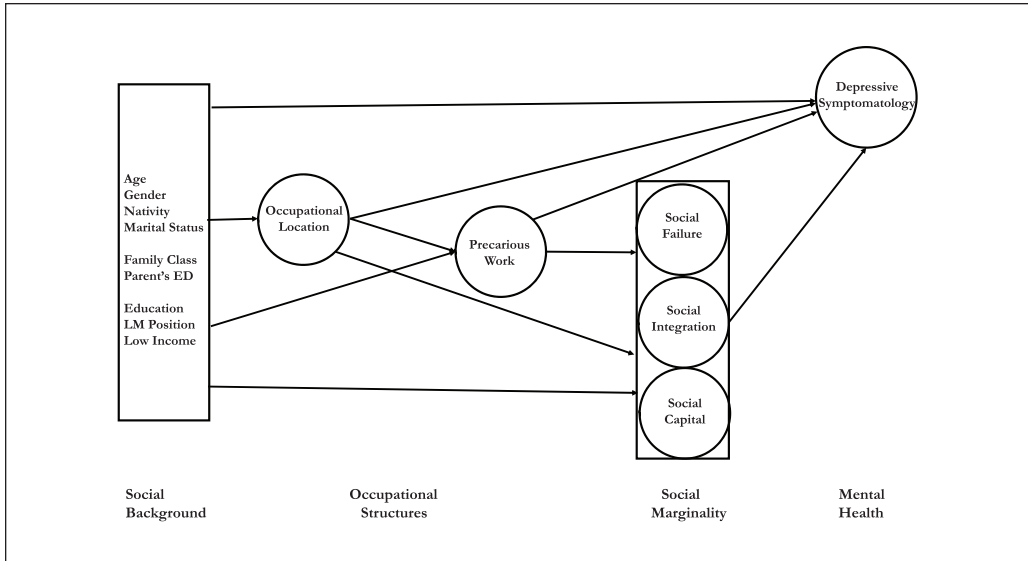 Depressive
Symptomatology
Age
Gender
Nativity
Marital Status
Family Class
Parent's ED
Education
LM Position
Low Income
Occupational
Location
Precarious
Work
Social
Failure
Social
Integration
Social
Capital
Social
Background
Occupational
Structures
Social
Marginality
Mental
Health